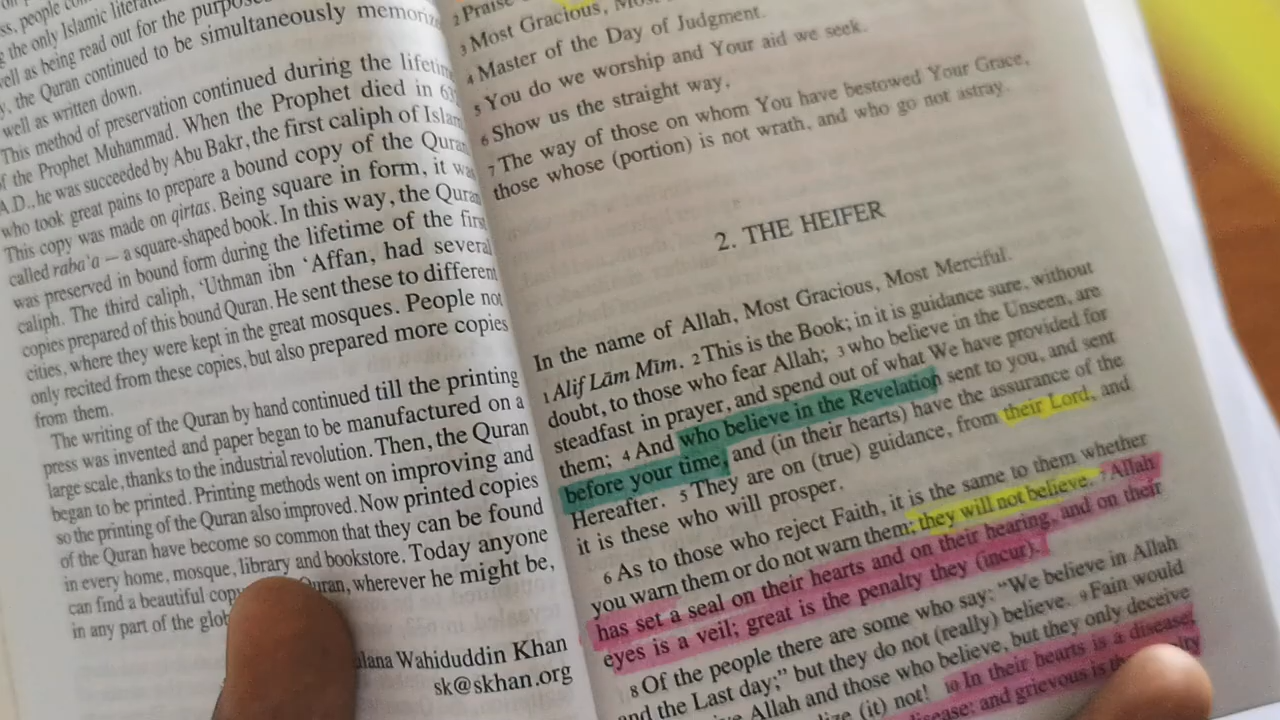 ss, people
the only Islamic
well as being read out for the
y, the Quran continued to be simultaneously
well as written down.
This method of preservation continued during the
of the Prophet Muhammad. When the Prophet died in
A.D., he was succeeded by Abu Bakr, the first caliph of
who took great pains to prepare a bound copy of the
This copy was made on qirtas. Being square in form, it
called raba'a – a square-shaped book. In this way, the Quran
was preserved in bound form during the lifetime of the first
caliph. The third caliph, 'Uthman ibn 'Affan, had several
copies prepared of this bound Quran. He sent these to different
cities, where they were kept in the great mosques. People not
only recited from these copies, but also prepared more copies
from them.
The writing of the Quran by hand continued till the printing
press was invented and paper began to be manufactured on a
large scale, thanks to the industrial revolution. Then, the Quran
began to be printed. Printing methods went on improving and
so the printing of the Quran also improved. Now printed copies
of the Quran have become so common that they can be found
in every home, mosque, library and bookstore. Today anyone
can find a beautiful Quran, wherever he might be,
in any part of the
Wahiduddin Khan
sk@skhan.org
2 Praise
3 Most Gracious,
4 Master of the Day of Judgment.
5 You do we worship and Your aid we seek.
6 Show us the straight way,
7 The way of those on whom You have bestowed Your Grace,
those whose (portion) is not wrath, and who go not astray.
2. THE HEIFER
In the name of Allah, Most Gracious, Most Merciful.
1 Alif Lām Mīm. 2 This is the Book; in it is guidance sure, without
doubt, to those who fear Allah; 3 who believe in the Unseen, are
steadfast in prayer, and spend out of what We have provided for
them; 4 And who believe in the Revelation sent to you, and sent
before your time, and (in their hearts) have the assurance of the
Hereafter. 5 They are on (true) guidance, from their Lord, and
it is these who will prosper.
6 As to those who reject Faith, it is the same to them whether
you warn them or do not warn them; they will not believe. 7 Allah
has set a seal on their hearts and on their hearing, and on their
eyes is a veil; great is the penalty they (incur).
8 Of the people there are some who say: "We believe in Allah
and the Last day;" but they do not (really) believe. 9 Fain would
Allah and those who believe, but they only deceive
(it) not! 10 In their hearts is a disease;
disease: and grievous is the